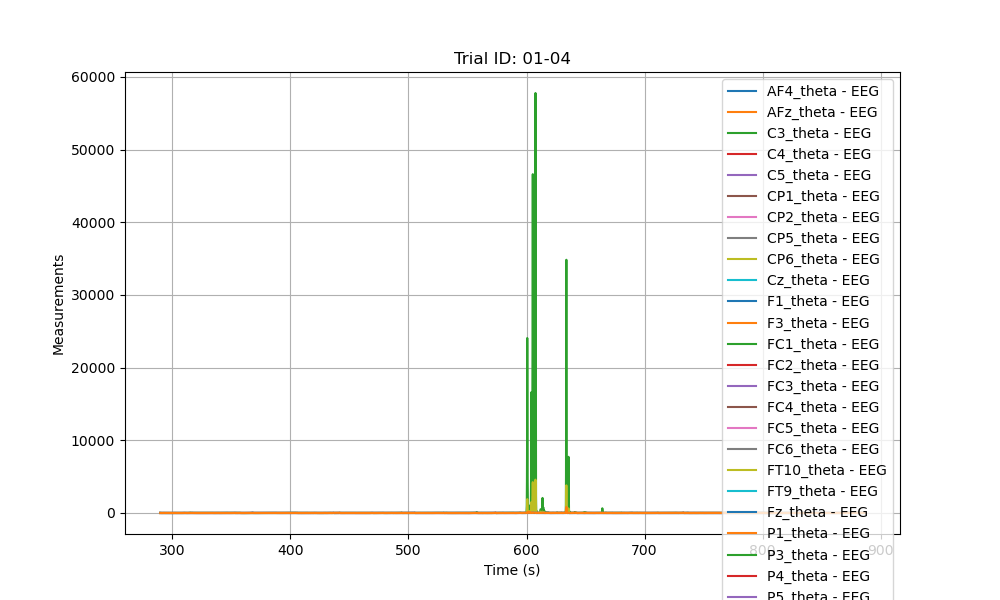 Trial ID: 01-04
60000
50000
40000
30000
20000
10000
0
Measurements
300
400
500
600
700
800
900
Time (s)
AF4_theta - EEG
AFz_theta - EEG
C3_theta - EEG
C4_theta - EEG
C5_theta - EEG
CP1_theta - EEG
CP2_theta - EEG
CP5_theta - EEG
CP6_theta - EEG
Cz_theta - EEG
F1_theta - EEG
F3_theta - EEG
FC1_theta - EEG
FC2_theta - EEG
FC3_theta - EEG
FC4_theta - EEG
FC5_theta - EEG
FC6_theta - EEG
FT10_theta - EEG
FT9_theta - EEG
Fz_theta - EEG
P1_theta - EEG
P3_theta - EEG
P4_theta - EEG
P5_theta - EEG